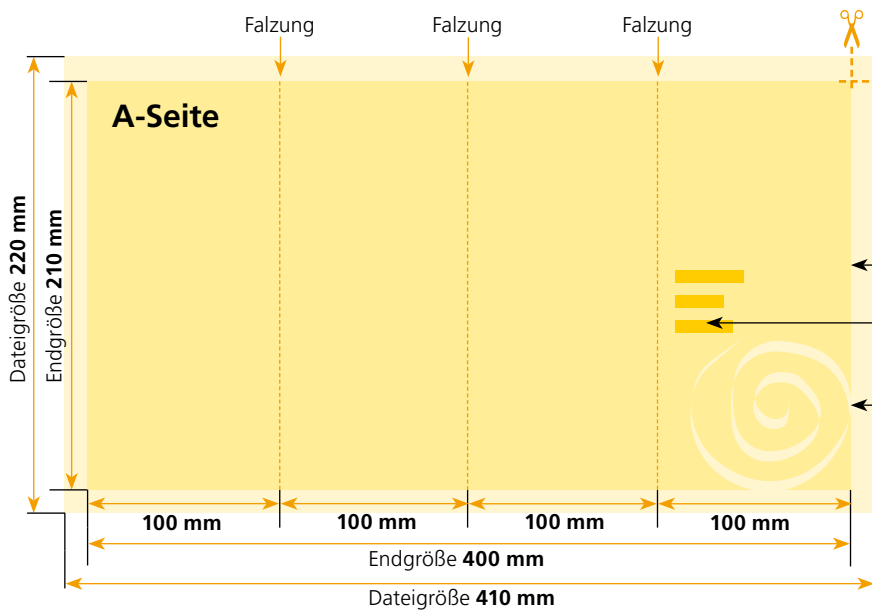 Falzung Falzung Falzung
A-Seite
Dateigröße 220 mm
Endgröße 210 mm
100 mm 100 mm 100 mm 100 mm
Endgröße 400 mm
Dateigröße 410 mm